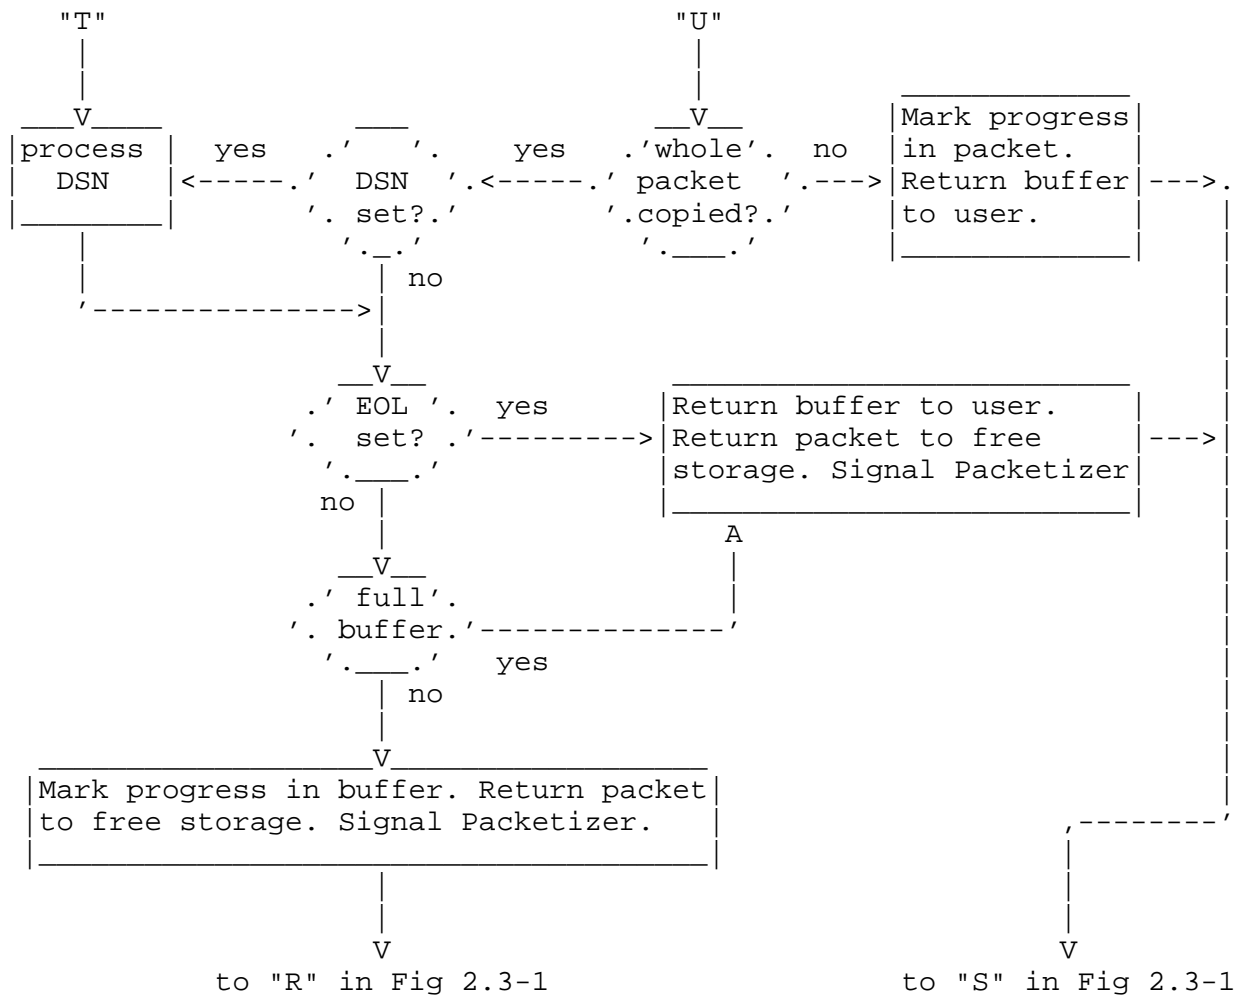 "T" "U"
Mark progress
process yes yes whole no in packet.
DSN DSN packet Return buffer
set? copied? to user.
no
EOL yes Return buffer to user.
set? Return packet to free
storage. Signal Packetizer
no
full
buffer
yes
no
Mark progress in buffer. Return packet
to free storage. Signal Packetizer.
to "R" in Fig 2.3-1 to "S" in Fig 2.3-1